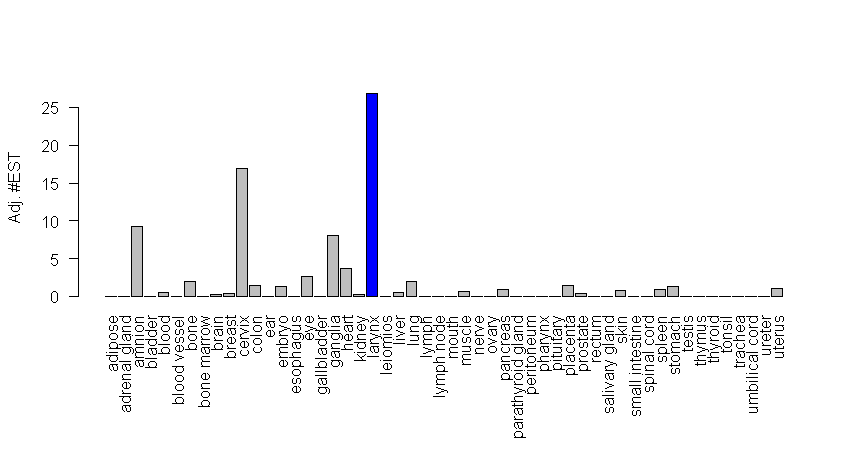 Adj. #EST
25
20
15
10
5
0
adipose
adrenal gland
amnion
bladder
blood
blood vessel
bone
bone marrow
brain
breast
cervix
colon
ear
embryo
esophagus
eye
gallbladder
ganglia
heart
kidney
larynx
leiomios
liver
lung
lymph
lymph node
mouth
muscle
nerve
ovary
pancreas
parathyroid gland
peritoneum
pharynx
pituitary
placenta
prostate
rectum
salivary gland
skin
small intestine
spinal cord
spleen
stomach
testis
thymus
thyroid
tonsil
trachea
umbilical cord
ureter
uterus